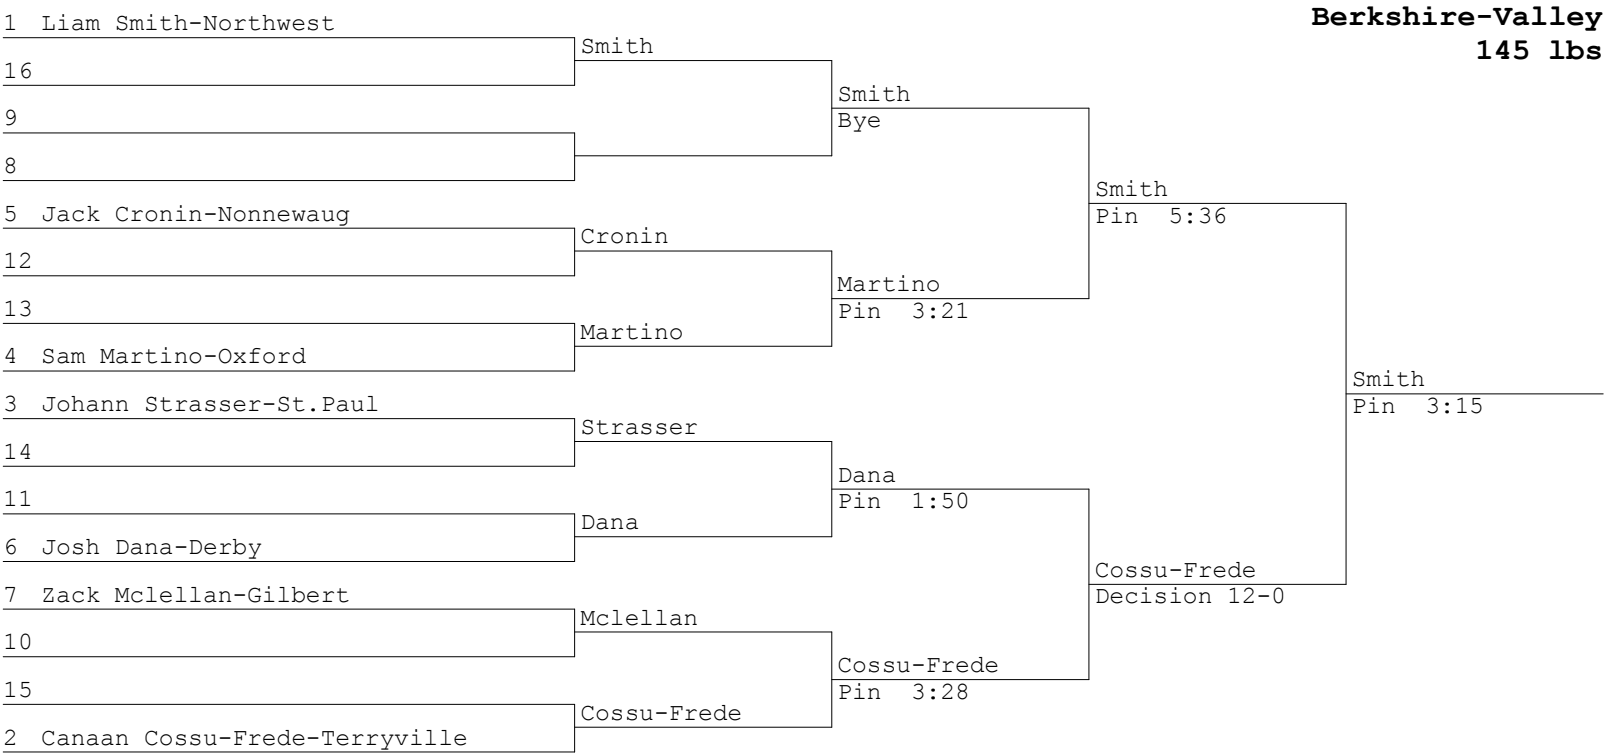 Berkshire-Valley
145 lbs
1 Liam Smith-Northwest
16
9
8
5 Jack Cronin-Nonnewaug
12
13
4 Sam Martino-Oxford
3 Johann Strasser-St.Paul
14
11
6 Josh Dana-Derby
7 Zack Mclellan-Gilbert
10
15
2 Canaan Cossu-Frede-Terryville
Smith
Cronin
Martino
Strasser
Dana
Mclellan
Cossu-Frede
Smith
Bye
Martino
Pin 3:21
Dana
Pin 1:50
Cossu-Frede
Pin 3:28
Smith
Pin 5:36
Cossu-Frede
Decision 12-0
Smith
Pin 3:15